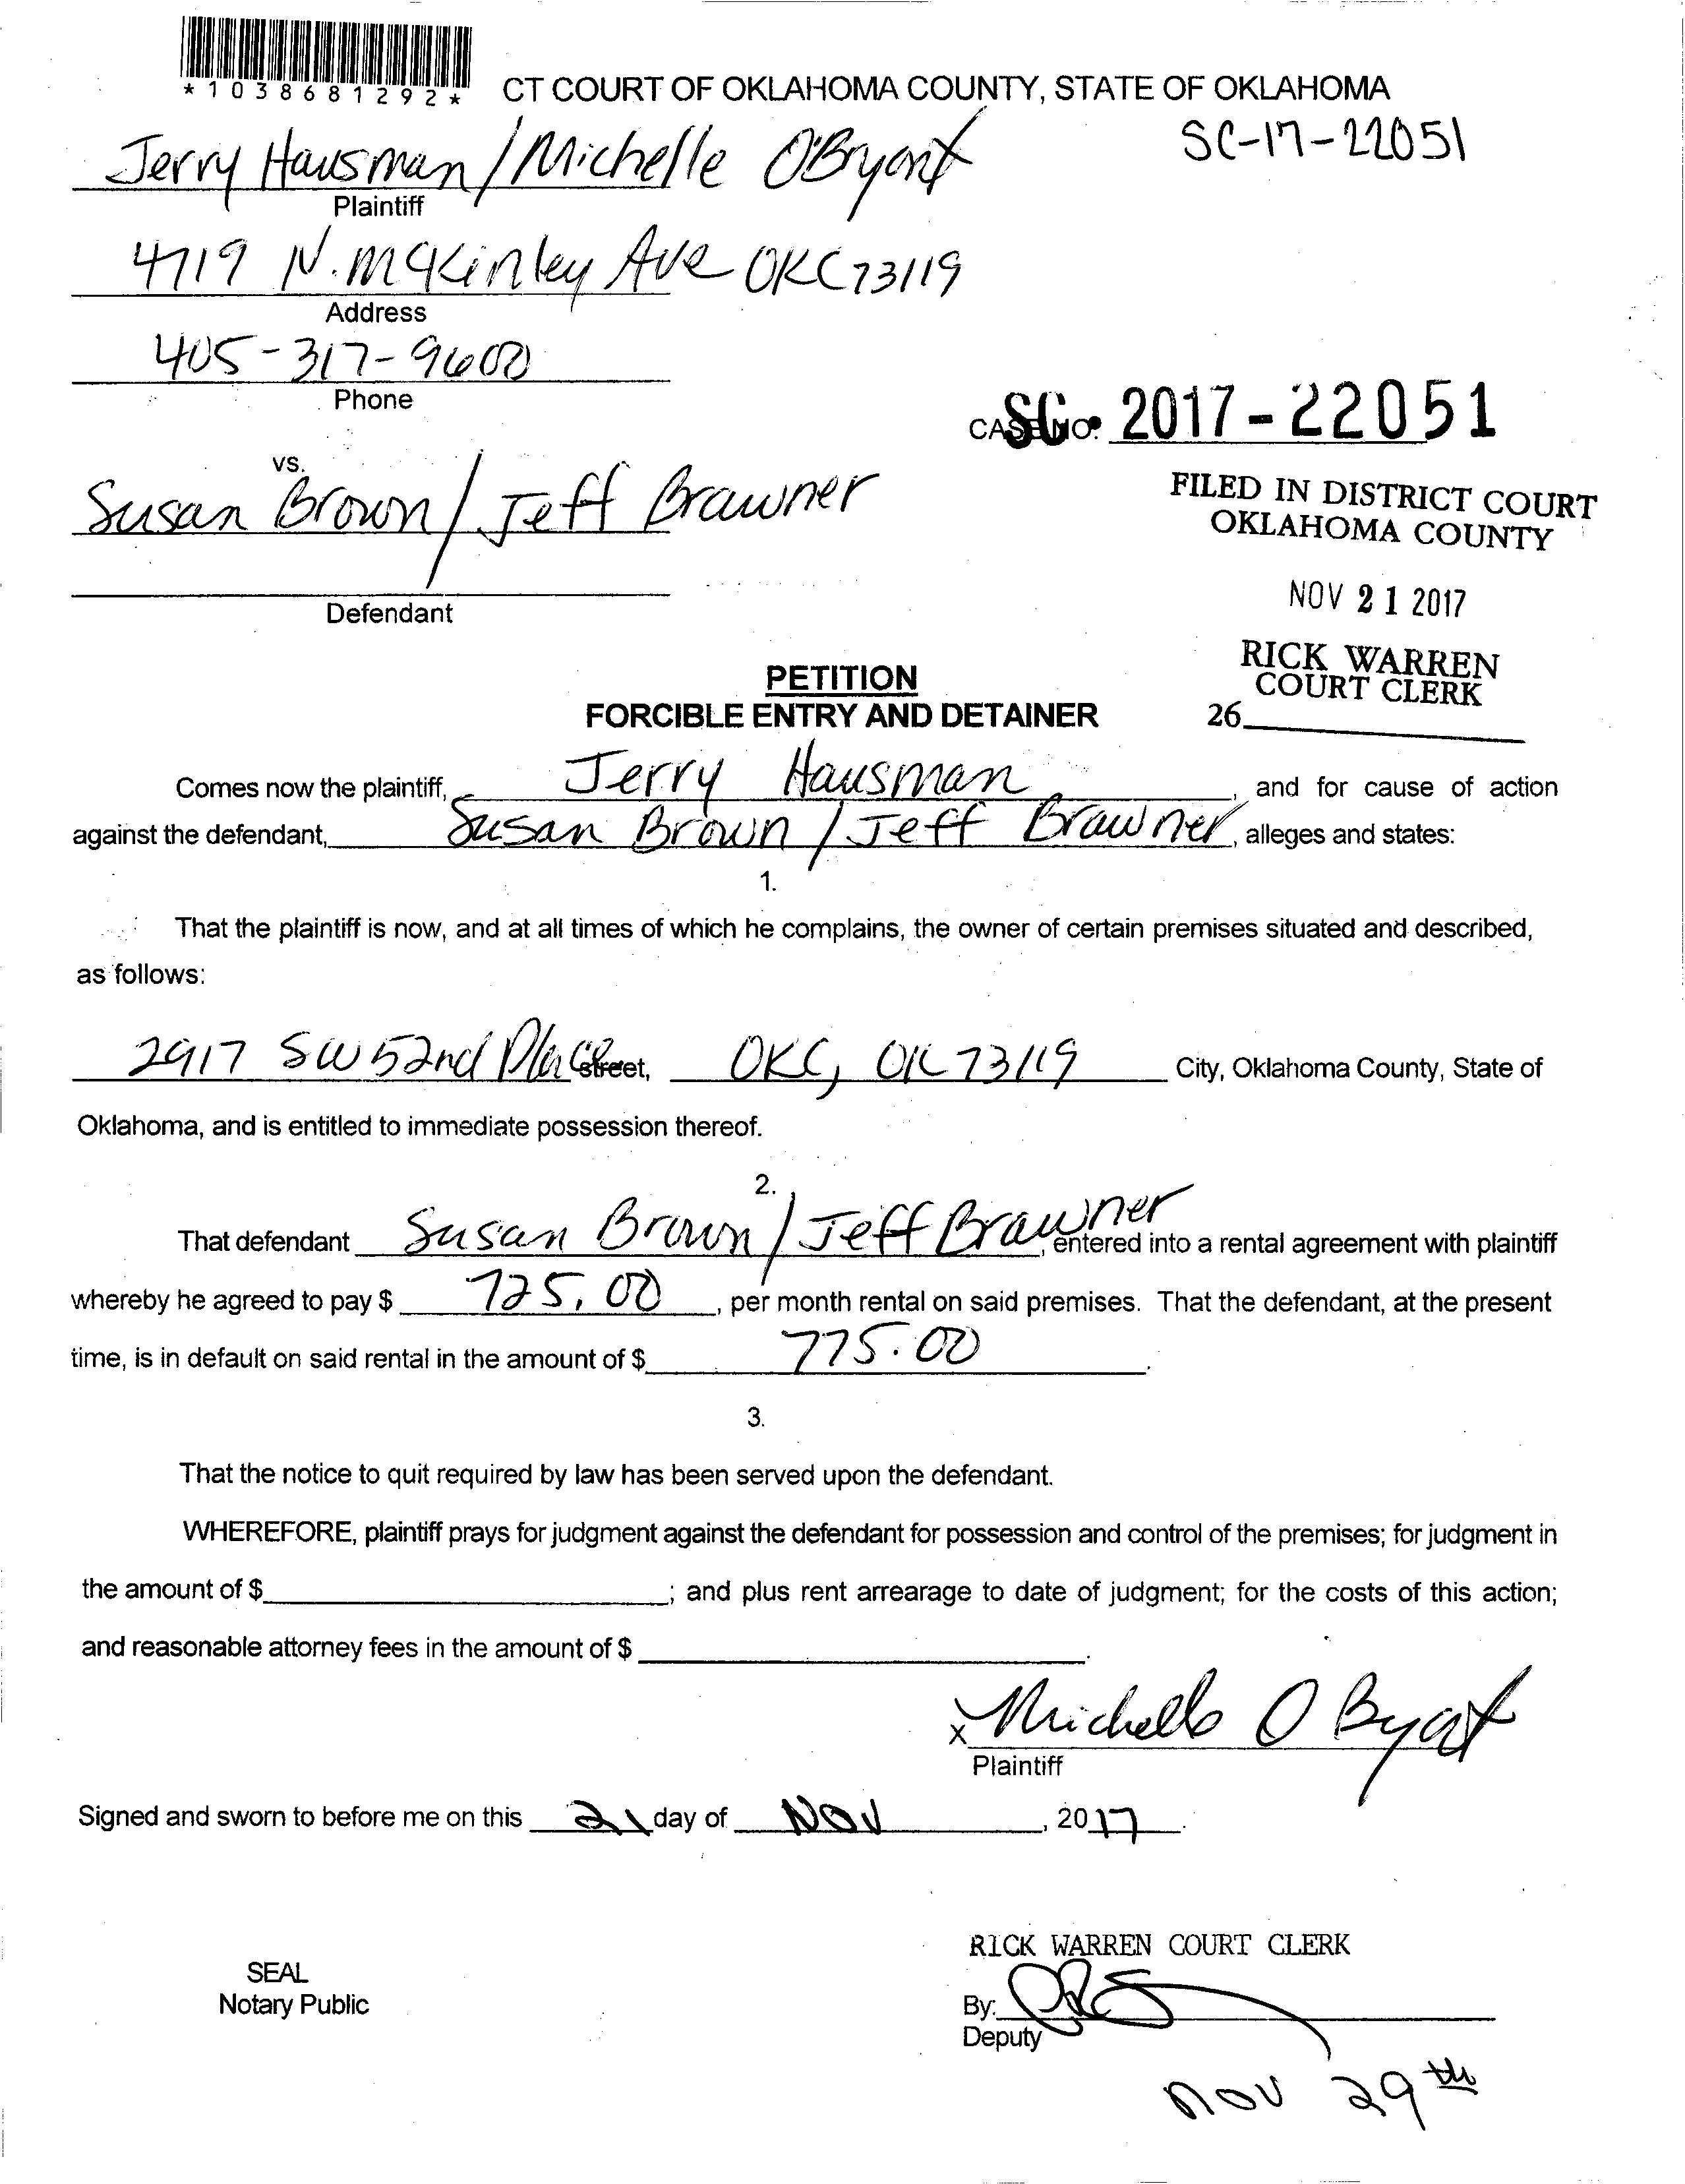 *1038681292*
CT COURT OF OKLAHOMA COUNTY, STATE OF OKLAHOMA
Jerry Hausman / Michelle O'Bryant
SC-17-22051
Plaintiff
4719 N. McKinley Ave OKC 73119
Address
405-317-9600
Phone
CASE NO. SC. 2017-22051
vs.
Susan Brown / Jeff Brawner
FILED IN DISTRICT COURT
OKLAHOMA COUNTY
NOV 21 2017
Defendant
RICK WARREN
COURT CLERK
26
PETITION
FORCIBLE ENTRY AND DETAINER
Comes now the plaintiff, Jerry Hausman, and for cause of action
against the defendant, Susan Brown / Jeff Brawner, alleges and states:
1.
That the plaintiff is now, and at all times of which he complains, the owner of certain premises situated and described,
as follows:
2917 SW 52nd Place Street, OKC, OK 73119 City, Oklahoma County, State of
Oklahoma, and is entitled to immediate possession thereof.
2.
That defendant Susan Brown / Jeff Brawner, entered into a rental agreement with plaintiff
whereby he agreed to pay $ 725.00, per month rental on said premises. That the defendant, at the present
time, is in default on said rental in the amount of $ 775.00.
3.
That the notice to quit required by law has been served upon the defendant.
WHEREFORE, plaintiff prays for judgment against the defendant for possession and control of the premises; for judgment in
the amount of $; and plus rent arrearage to date of judgment; for the costs of this action;
and reasonable attorney fees in the amount of $.
X Michelle O Byat
Plaintiff
Signed and sworn to before me on this 21 day of NOV, 2017.
RICK WARREN COURT CLERK
SEAL
Notary Public
By:
Deputy
Nov 29th